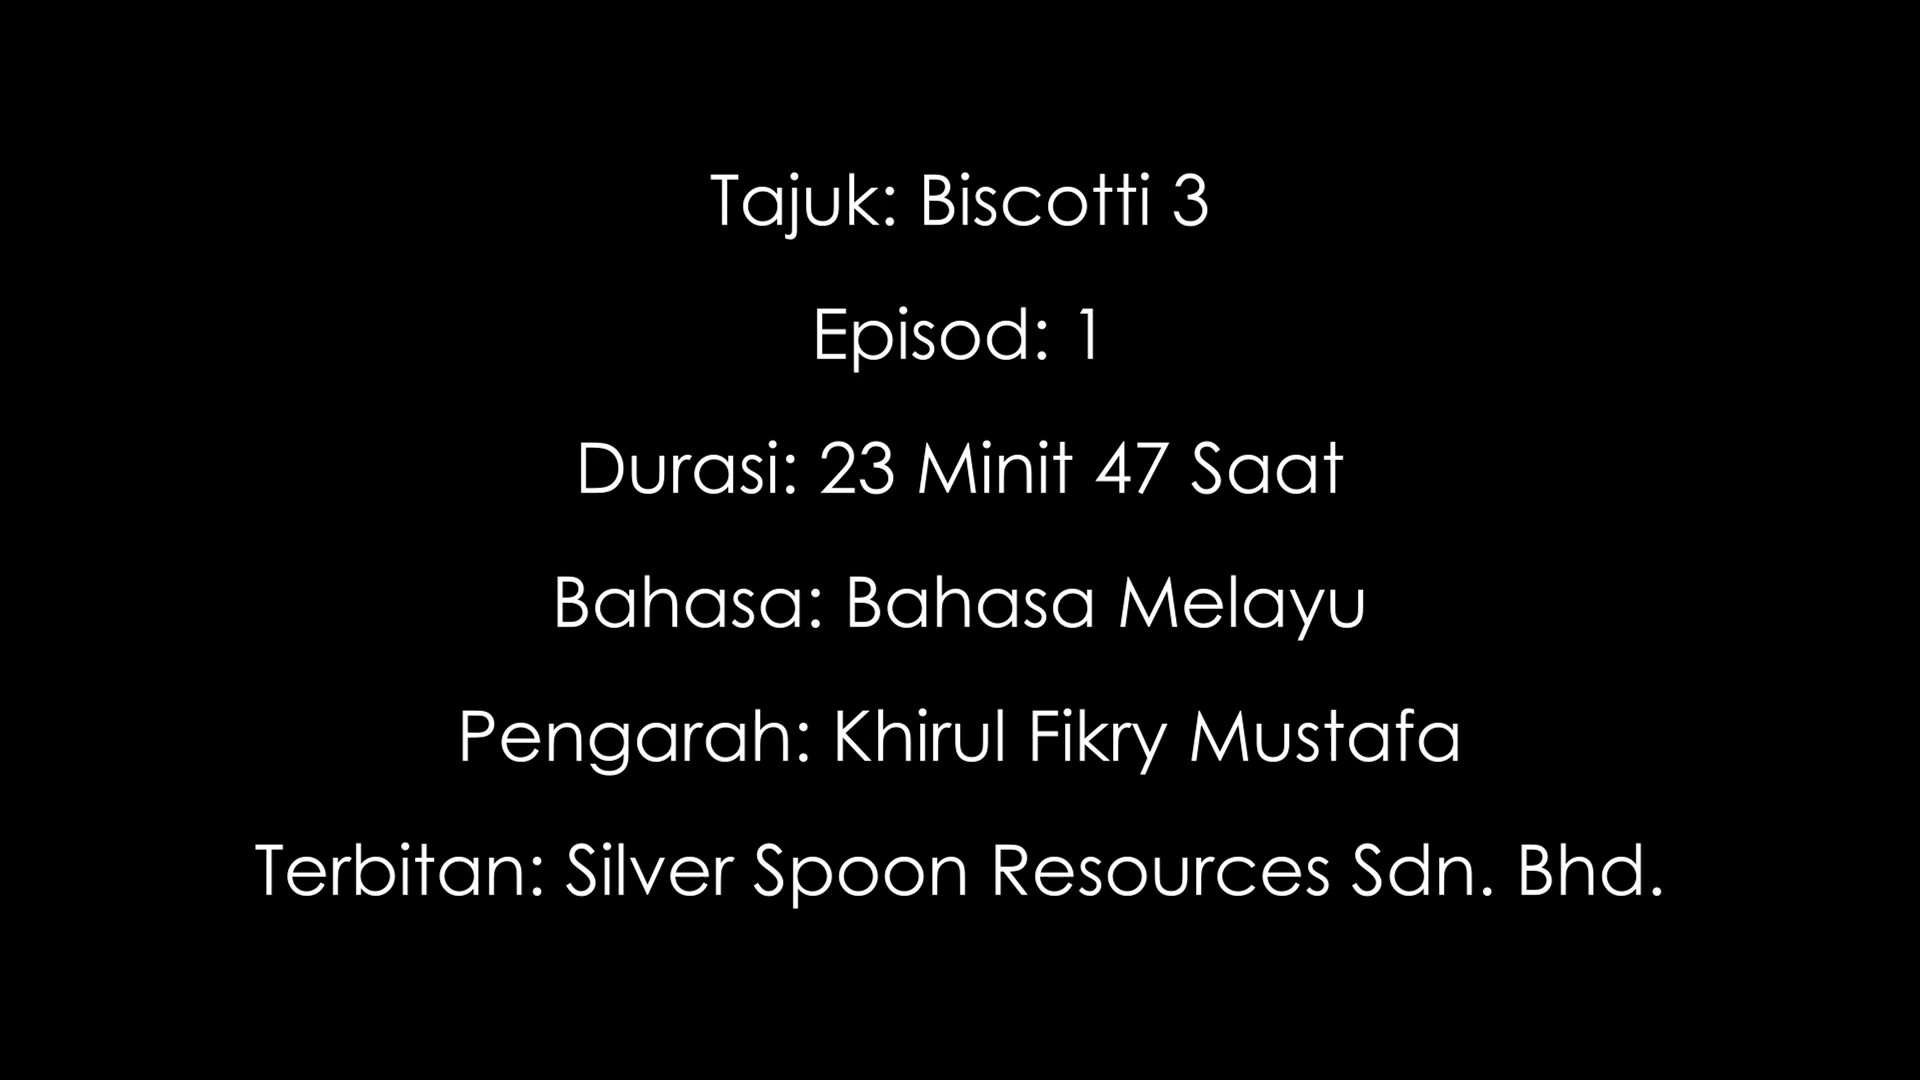 Tajuk: Biscotti 3
Episod: 1
Durasi: 23 Minit 47 Saat
Bahasa: Bahasa Melayu
Pengarah: Khirul Fikry Mustafa
Terbitan: Silver Spoon Resources Sdn. Bhd.